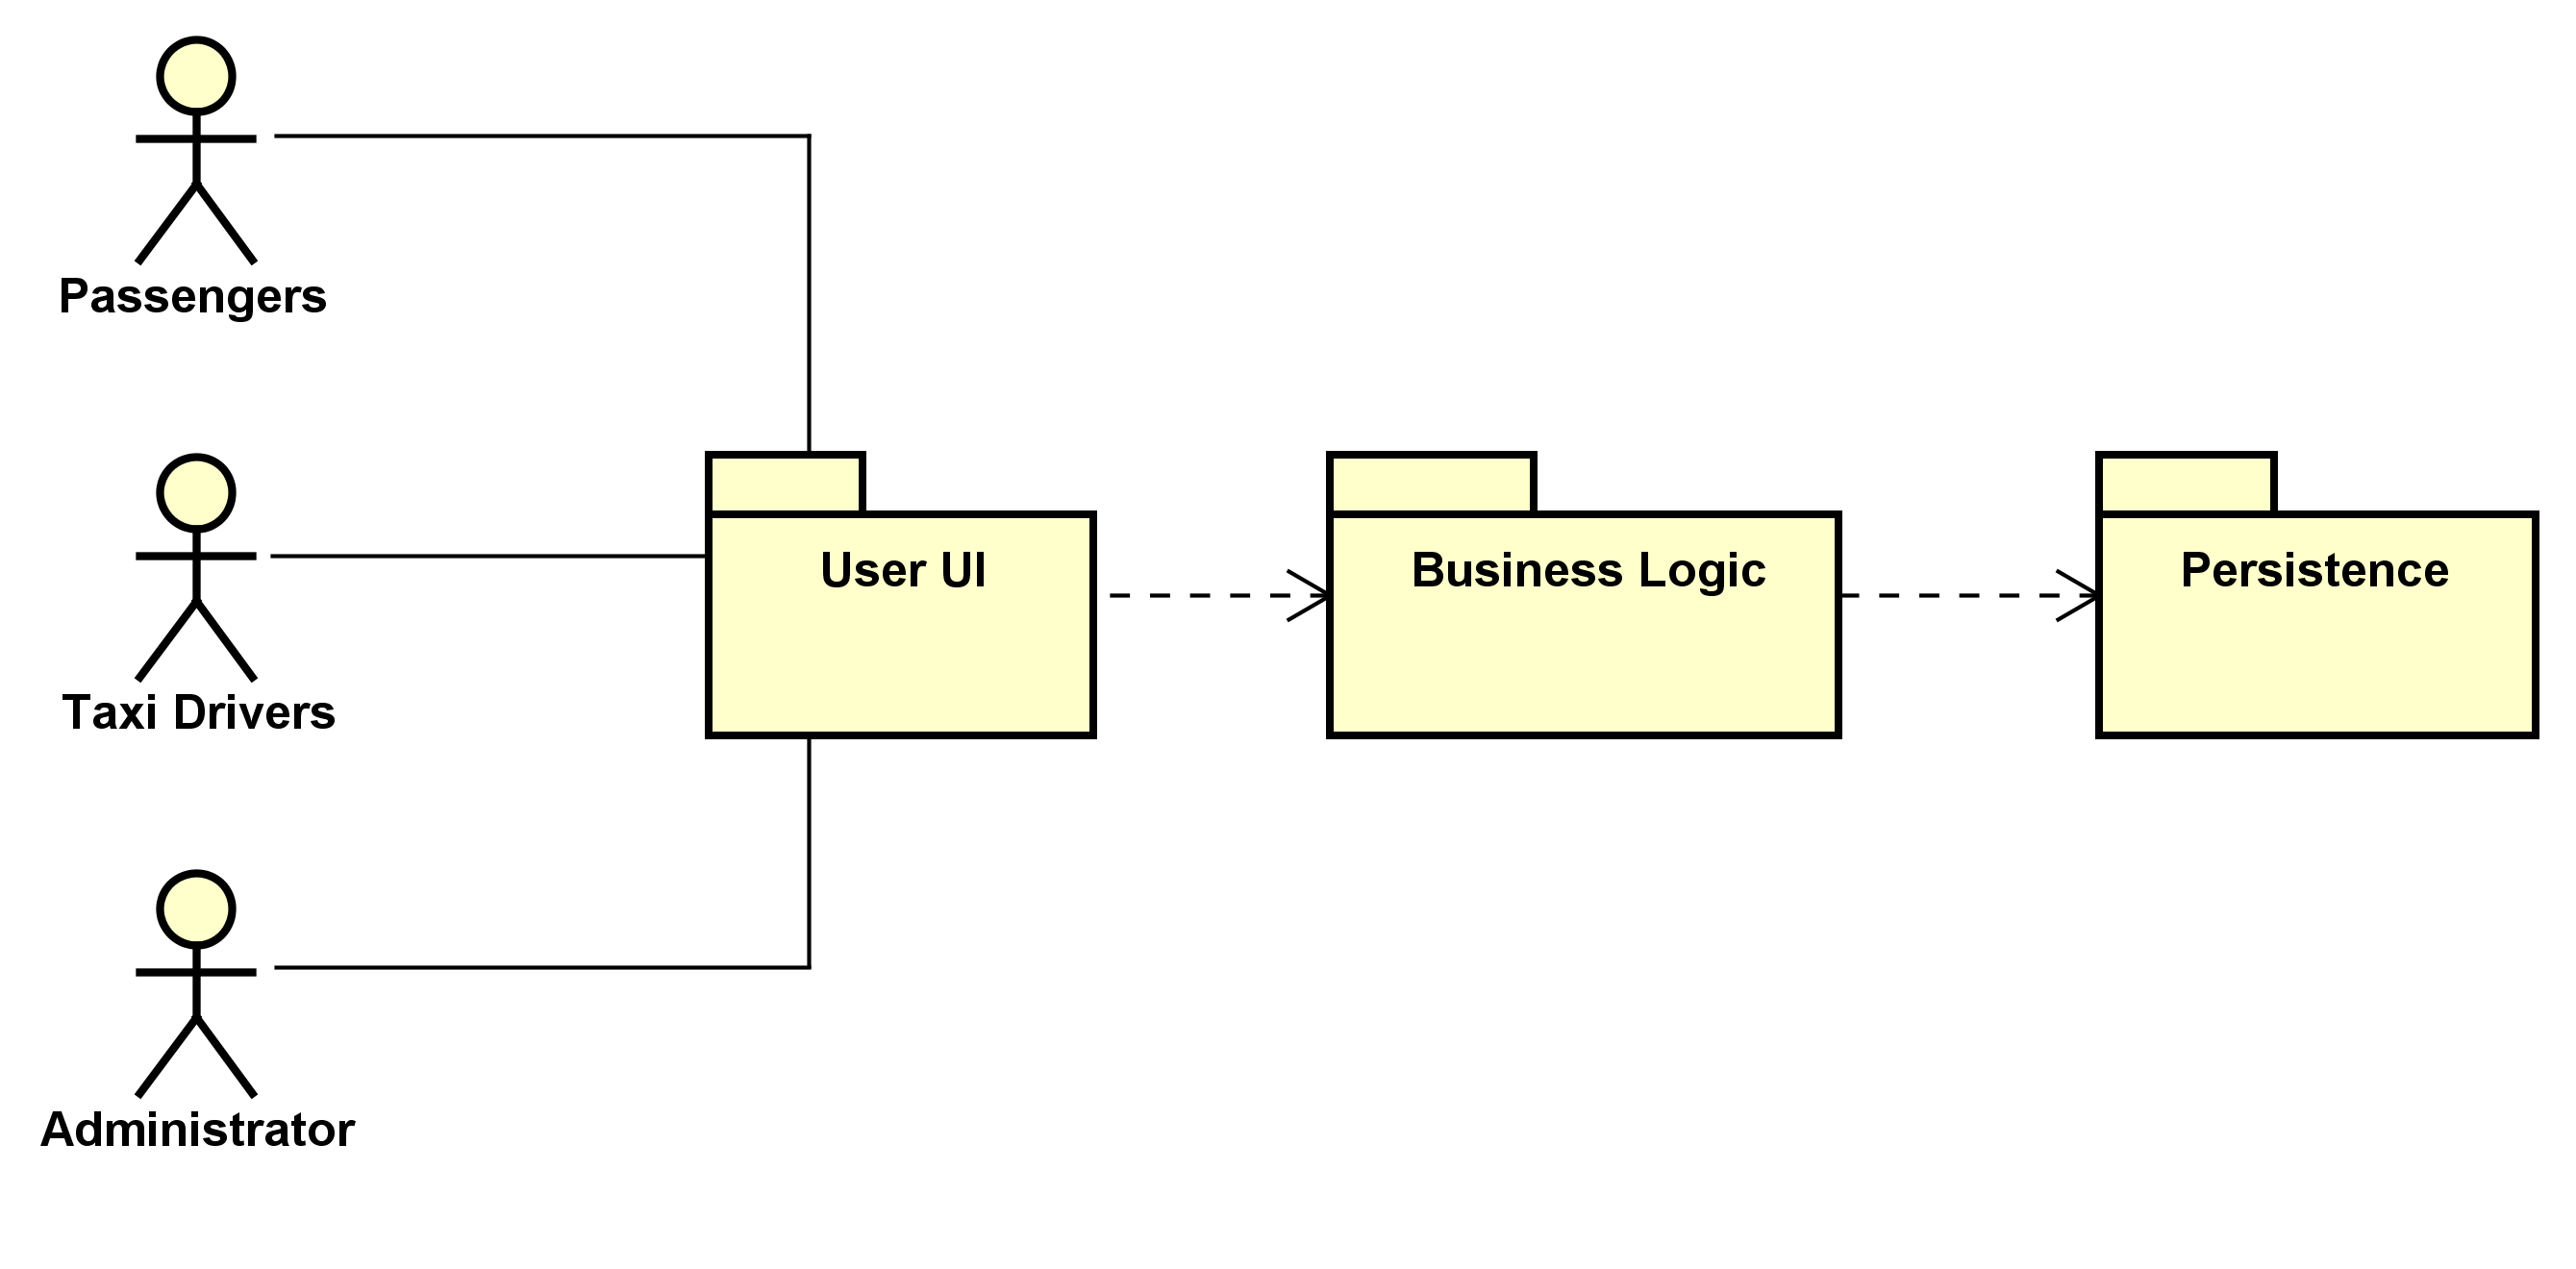 Passengers
User UI
Business Logic
Persistence
Taxi Drivers
Administrator